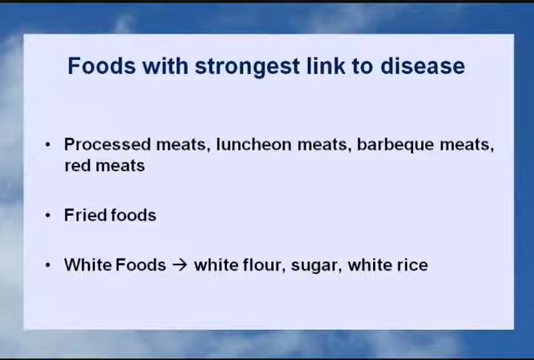 Foods with strongest link to disease
• Processed meats, luncheon meats, barbeque meats,
red meats
• Fried foods
• White Foods → white flour, sugar, white rice